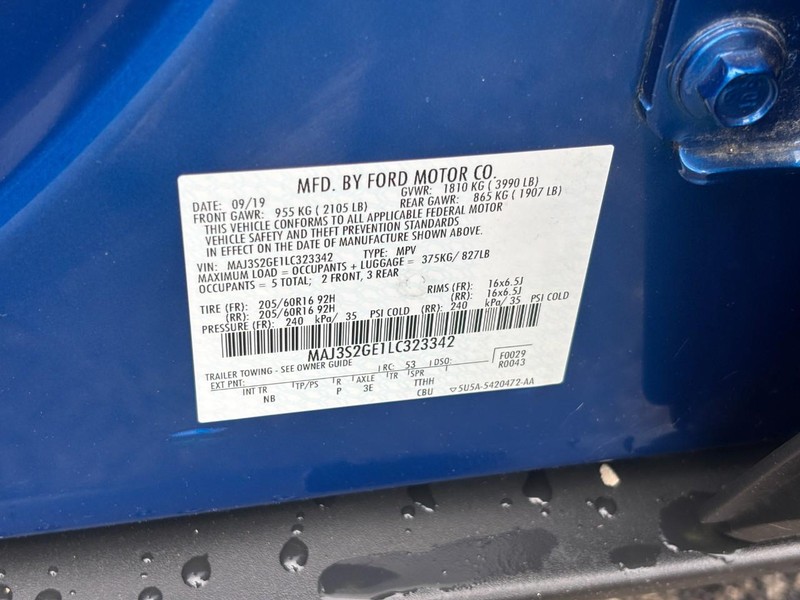 MFD. BY FORD MOTOR CO.
DATE: 09/19 GVWR: 1810 KG ( 3990 LB)
FRONT GAWR: 955 KG ( 2105 LB) REAR GAWR: 865 KG ( 1907 LB)
THIS VEHICLE CONFORMS TO ALL APPLICABLE FEDERAL MOTOR
VEHICLE SAFETY AND THEFT PREVENTION STANDARDS
IN EFFECT ON THE DATE OF MANUFACTURE SHOWN ABOVE.
VIN: MAJ3S2GE1LC323342 TYPE: MPV
MAXIMUM LOAD = OCCUPANTS + LUGGAGE = 375KG/ 827LB
OCCUPANTS = 5 TOTAL; 2 FRONT, 3 REAR
TIRE (FR): 205/60R16 92H RIMS (FR): 16x6.5J
(RR): 205/60R16 92H (RR): 16x6.5J
PRESSURE (FR): 240 kPa/ 35 PSI COLD (RR): 240 kPa/ 35 PSI COLD
MAJ3S2GE1LC323342
TRAILER TOWING - SEE OWNER GUIDE RC: 53 DSO: F0029
R0043
EXT PNT: INT TR TP/PS R AXLE TR SPR
NB P 3E TTHH
CBU 5U5A-5420472-AA